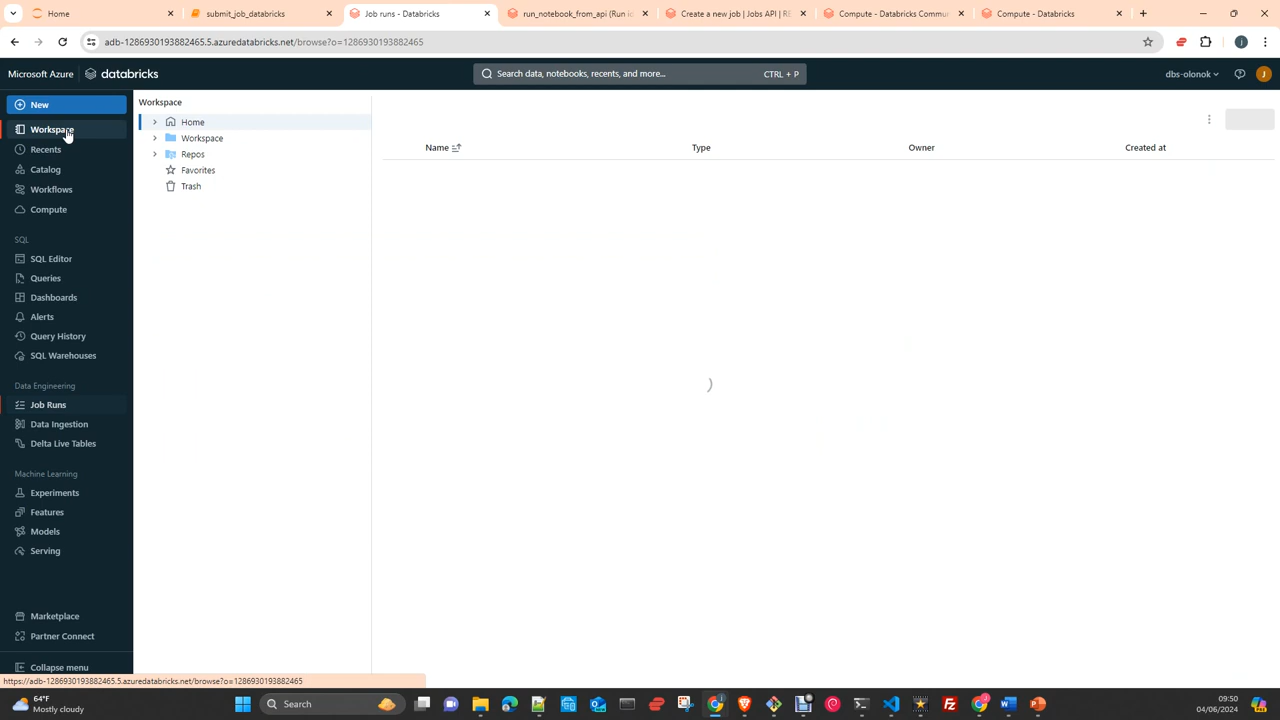 Home
submit_job_databricks
Job runs - Databricks
run_notebook_from_api (Run i
Create a new job | Jobs API | RE
Compute - Databricks Commu
Compute - Databricks
adb-1286930193882465.5.azuredatabricks.net/browse?o=1286930193882465
i
Microsoft Azure
databricks
Search data, notebooks, recents, and more...
CTRL + P
dbs-olonok
J
New
Workspace
Recents
Catalog
Workflows
Compute
SQL
SQL Editor
Queries
Dashboards
Alerts
Query History
SQL Warehouses
Data Engineering
Job Runs
Data Ingestion
Delta Live Tables
Machine Learning
Experiments
Features
Models
Serving
Marketplace
Partner Connect
Collapse menu
Workspace
Home
Workspace
Repos
Favorites
Trash
Name
Type
Owner
Created at
https://adb-1286930193882465.5.azuredatabricks.net/browse?o=1286930193882465
64°F
Mostly cloudy
Search
09:50
04/06/2024